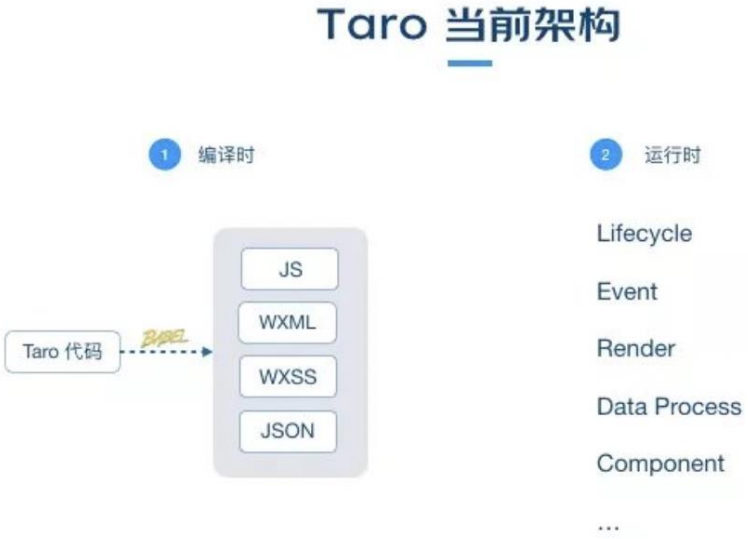 Taro 当前架构
1 编译时
Taro 代码
BABEL
JS
WXML
WXSS
JSON
2 运行时
Lifecycle
Event
Render
Data Process
Component
...